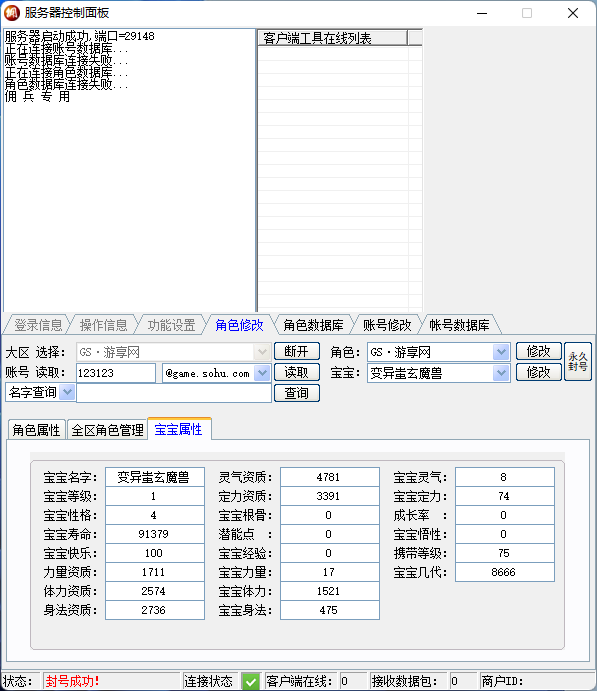 服务器控制面板
服务器启动成功,端口=29148
正在连接账号数据库...
账号数据库连接失败...
正在连接角色数据库...
角色数据库连接失败...
佣 兵 专 用
客户端工具在线列表
登录信息 操作信息 功能设置 角色修改 角色数据库 账号修改 帐号数据库
大区 选择: GS·游享网 断开 角色: GS·游享网 修改
账号 读取: 123123 @game.sohu.com 读取 宝宝: 变异蚩玄魔兽 修改
永久
封号
名字查询 查询
角色属性 全区角色管理 宝宝属性
宝宝名字: 变异蚩玄魔兽 灵气资质: 4781 宝宝灵气: 8
宝宝等级: 1 定力资质: 3391 宝宝定力: 74
宝宝性格: 4 宝宝根骨: 0 成长率 : 0
宝宝寿命: 91379 潜能点 : 0 宝宝悟性: 0
宝宝快乐: 100 宝宝经验: 0 携带等级: 75
力量资质: 1711 宝宝力量: 17 宝宝几代: 8666
体力资质: 2574 宝宝体力: 1521
身法资质: 2736 宝宝身法: 475
状态: 封号成功! 连接状态 客户端在线: 0 接收数据包: 0 商户ID: